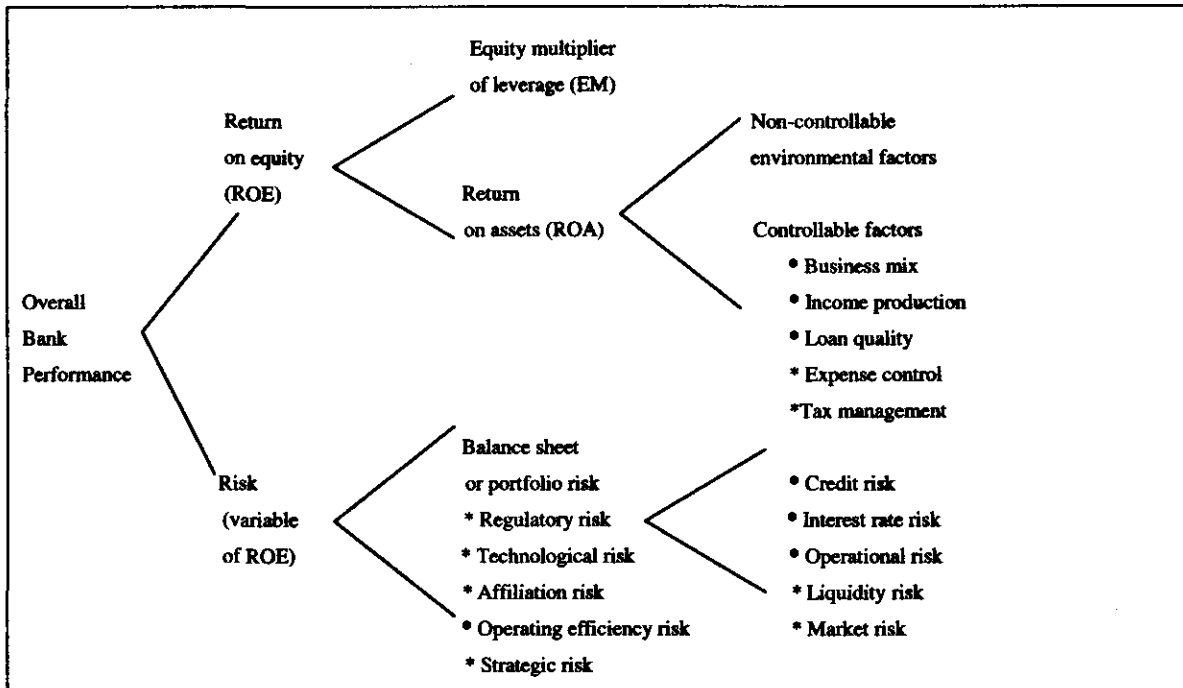 Overall
Bank
Performance
Return
on equity
(ROE)
Equity multiplier
of leverage (EM)
Return
on assets (ROA)
Non-controllable
environmental factors
Controllable factors
• Business mix
• Income production
• Loan quality
* Expense control
*Tax management
Risk
(variable
of ROE)
Balance sheet
or portfolio risk
* Regulatory risk
* Technological risk
* Affiliation risk
• Operating efficiency risk
* Strategic risk
• Credit risk
• Interest rate risk
• Operational risk
* Liquidity risk
* Market risk